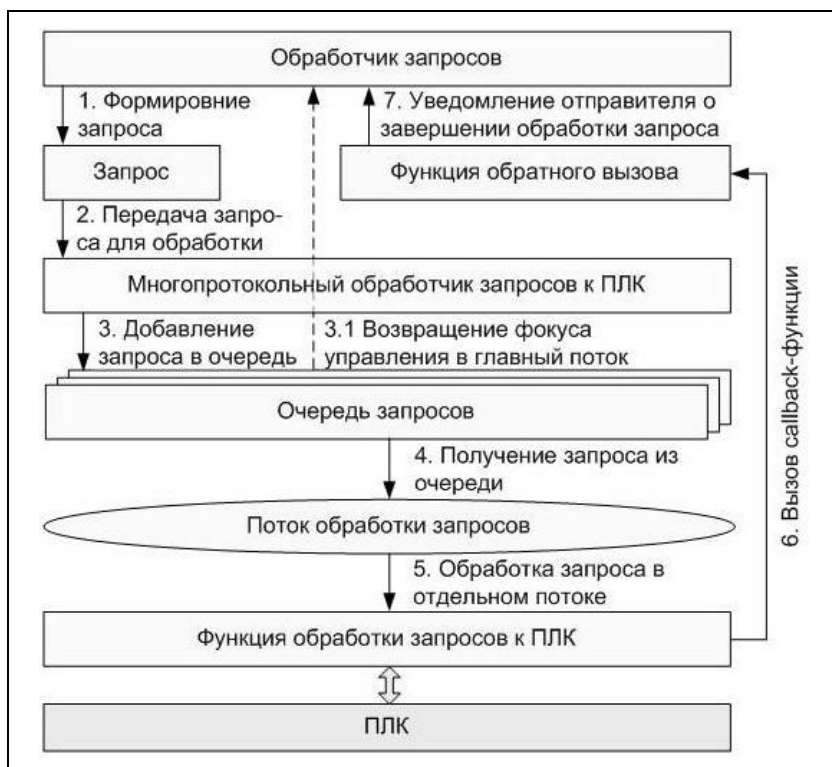 Обработчик запросов
1. Формировние
запроса
7. Уведомление отправителя о
завершении обработки запроса
Запрос
Функция обратного вызова
2. Передача запро-
са для обработки
Многопротокольный обработчик запросов к ПЛК
3. Добавление
запроса в очередь
3.1 Возвращение фокуса
управления в главный поток
Очередь запросов
4. Получение запроса из
очереди
Поток обработки запросов
5. Обработка запроса в
отдельном потоке
6. Вызов callback-функции
Функция обработки запросов к ПЛК
ПЛК